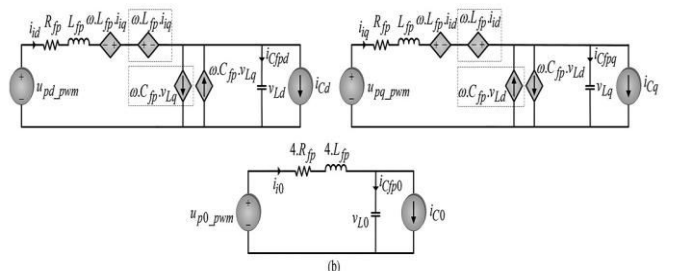 i_id R_fp L_fp ω.L_fp.i_iq ω.L_fp.i_iq
u_pd_pwm
ω.C_fp.v_Lq ω.C_fp.v_Lq
i_Cfpd
v_Ld
i_Cd
i_iq R_fp L_fp ω.L_fp.i_id ω.L_fp.i_id
u_pq_pwm
ω.C_fp.v_Ld ω.C_fp.v_Ld
i_Cfpq
v_Lq
i_Cq
4.R_fp 4.L_fp
i_i0
u_p0_pwm
i_Cfp0
v_L0
i_C0
(b)